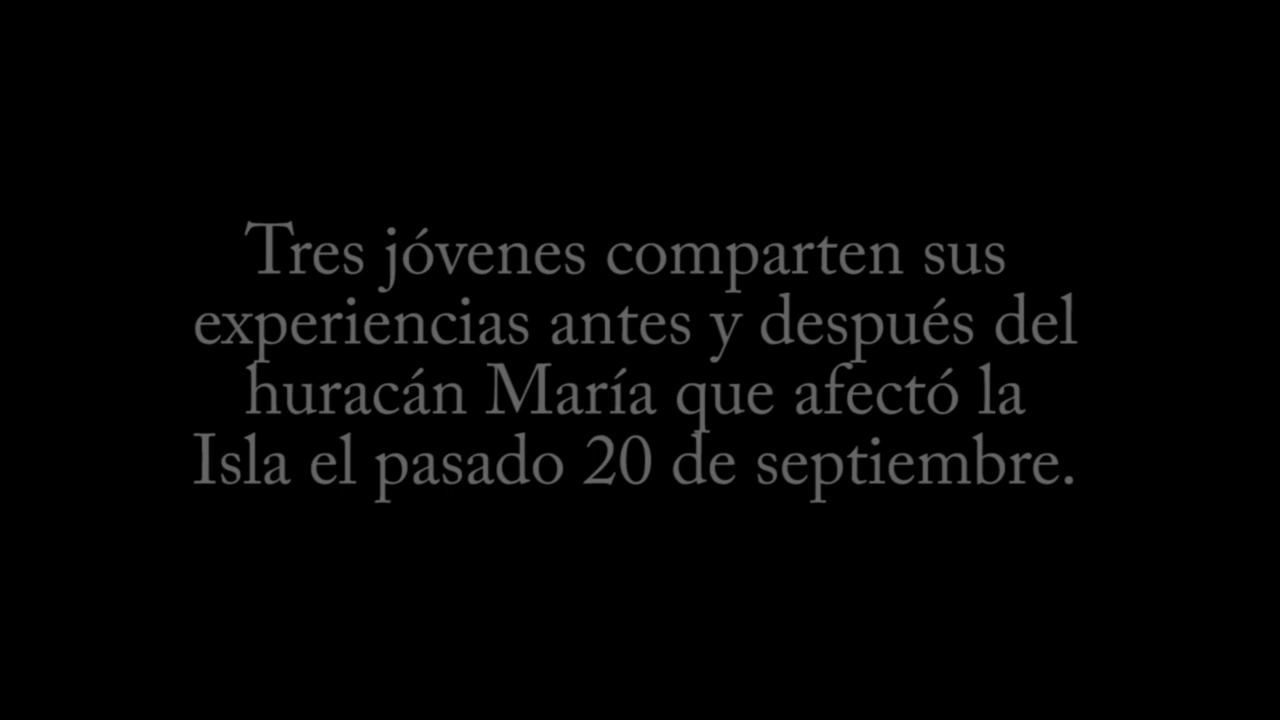 Tres jóvenes comparten sus
experiencias antes y después del
huracán María que afectó la
Isla el pasado 20 de septiembre.